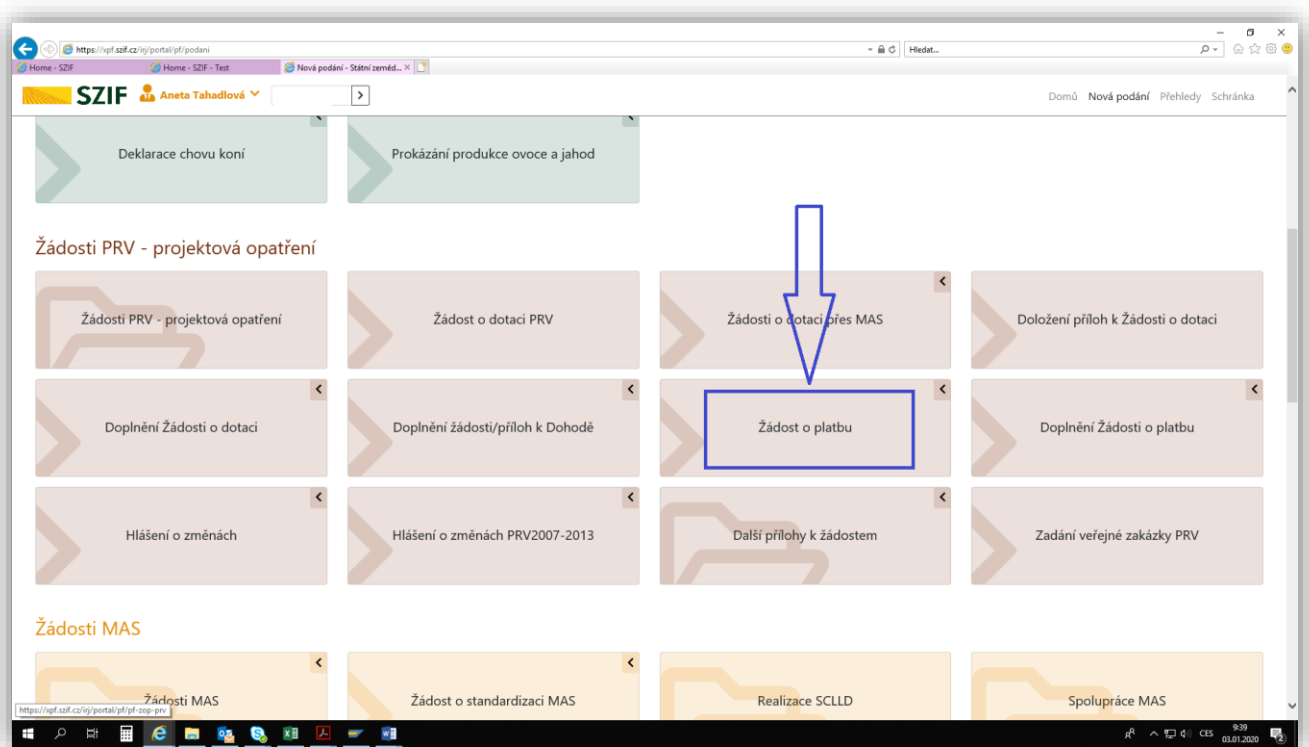 https://xpf.szif.cz/irj/portal/pf/podani
Hledat...
Home - SZIF
Home - SZIF - Test
Nová podání - Státní zeměd...
SZIF
Aneta Tahadlová
Domů Nová podání Přehledy Schránka
Deklarace chovu koní
Prokázání produkce ovoce a jahod
Žádosti PRV - projektová opatření
Žádosti PRV - projektová opatření
Žádost o dotaci PRV
Žádosti o dotaci přes MAS
Doložení příloh k Žádosti o dotaci
Doplnění Žádosti o dotaci
Doplnění žádosti/příloh k Dohodě
Žádost o platbu
Doplnění Žádosti o platbu
Hlášení o změnách
Hlášení o změnách PRV2007-2013
Další přílohy k žádostem
Zadání veřejné zakázky PRV
Žádosti MAS
Žádosti MAS
Žádost o standardizaci MAS
Realizace SCLLD
Spolupráce MAS
https://xpf.szif.cz/irj/portal/pf/pf-zop-prv
CES
9:39
03.01.2020